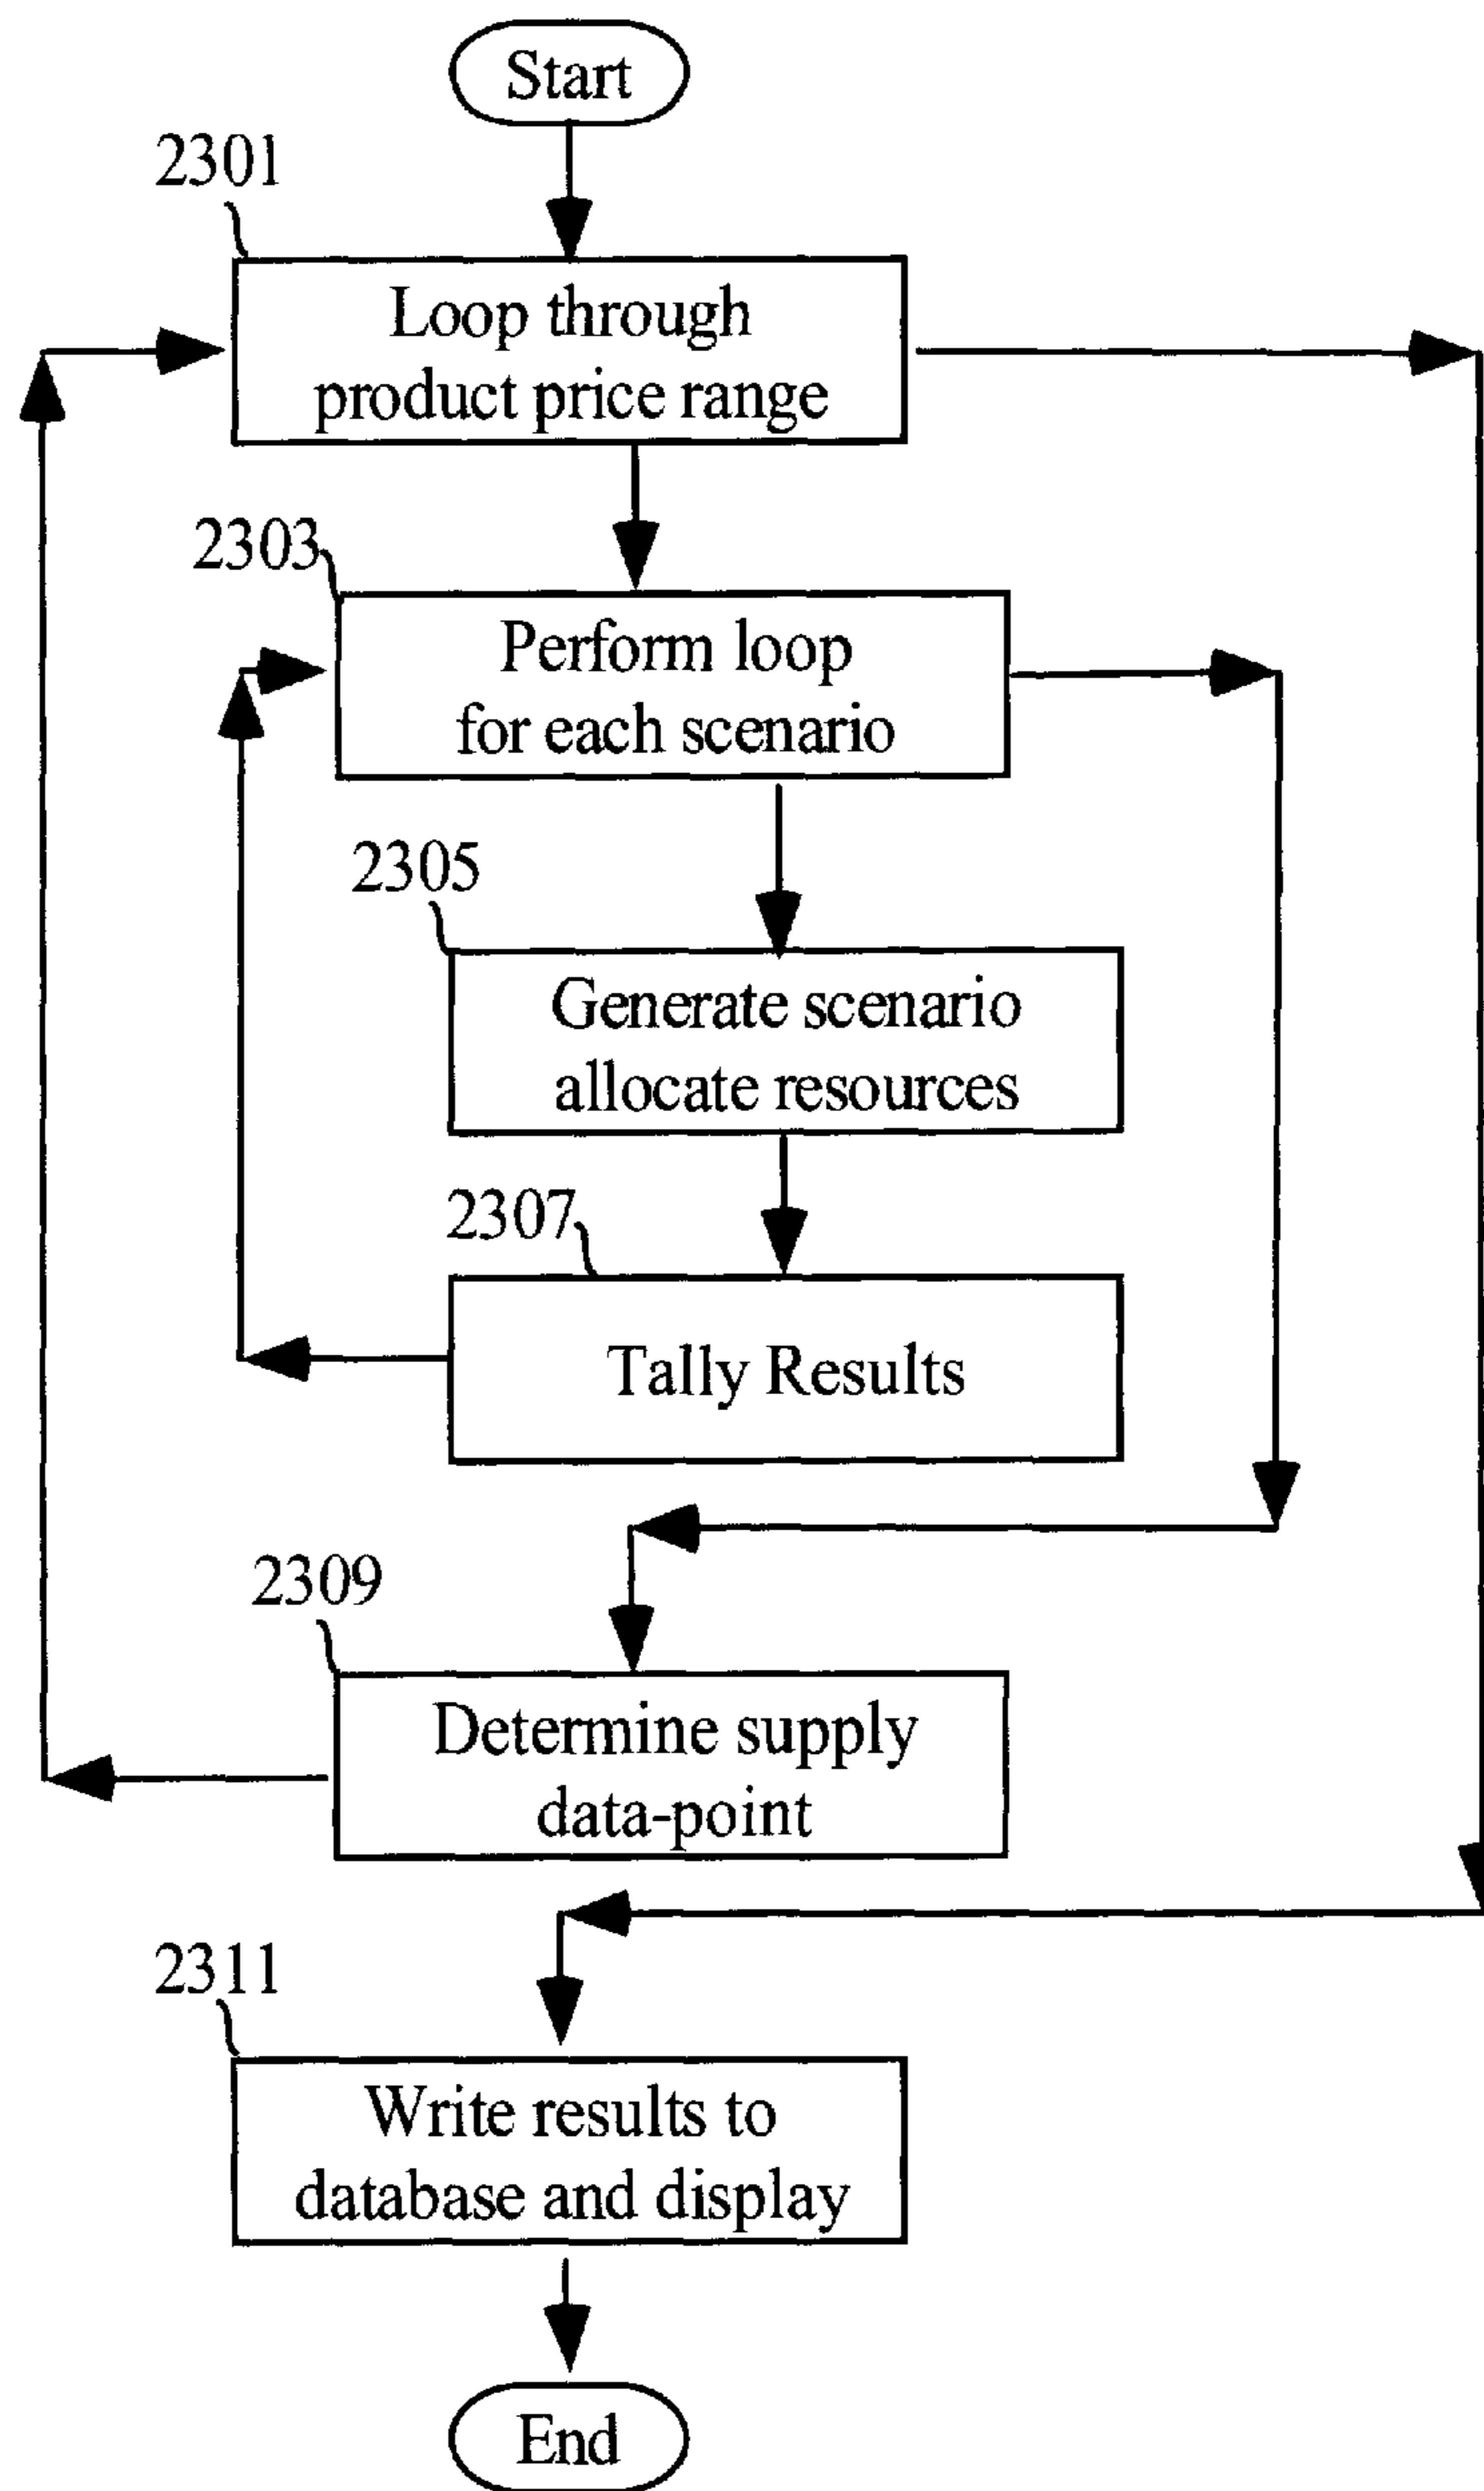 Start
2301
Loop through
product price range
2303
Perform loop
for each scenario
2305
Generate scenario
allocate resources
2307
Tally Results
2309
Determine supply
data-point
2311
Write results to
database and display
End